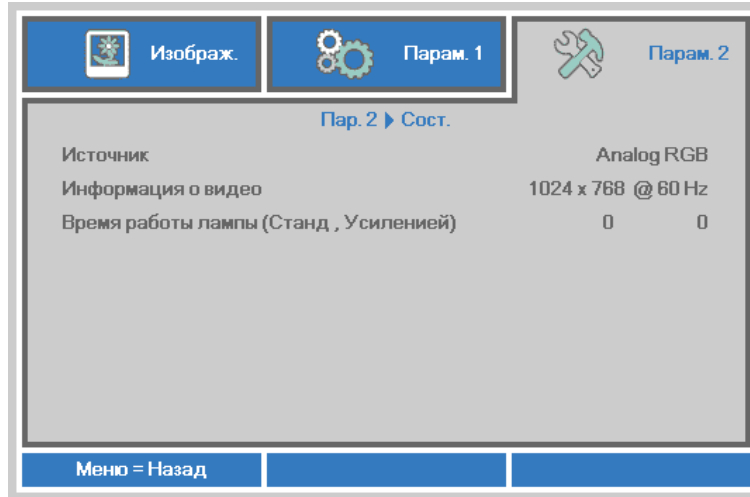 Изображ. Парам. 1 Парам. 2
Пар. 2 ▶ Сост.
Источник Analog RGB
Информация о видео 1024 x 768 @ 60 Hz
Время работы лампы (Станд , Усиленией) 0 0
Меню = Назад